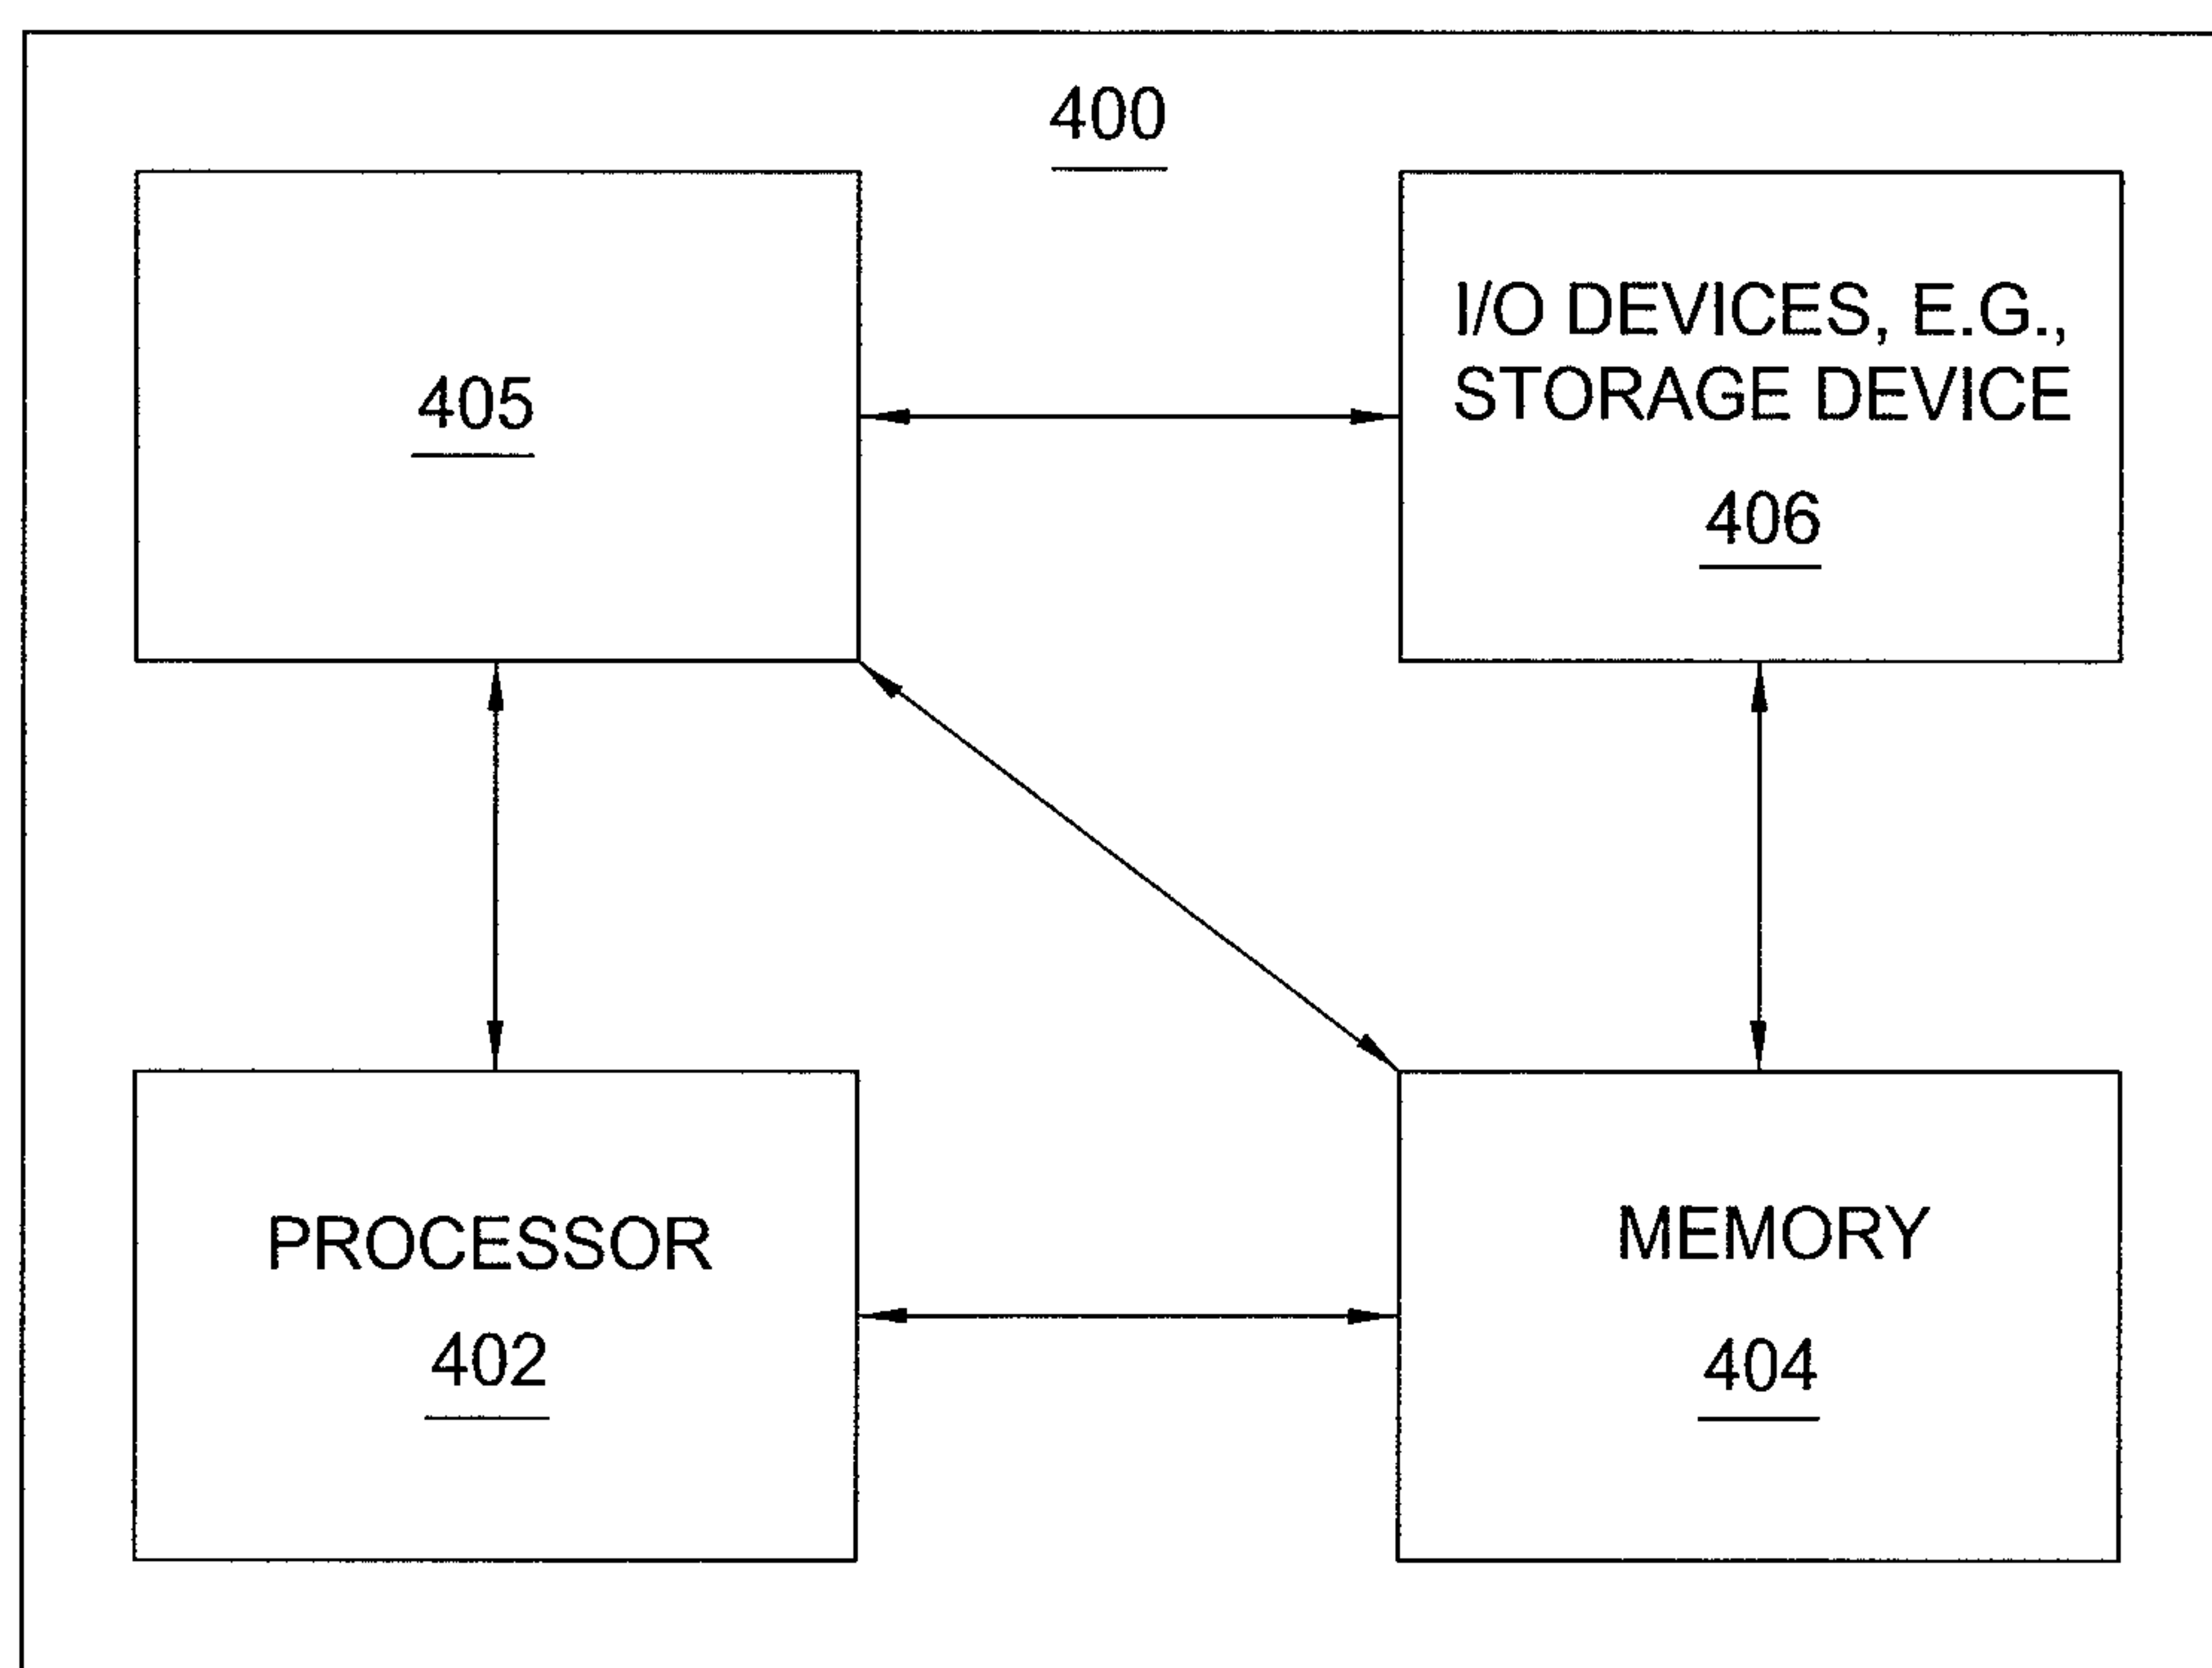 400
405
I/O DEVICES, E.G.,
STORAGE DEVICE
406
PROCESSOR
402
MEMORY
404